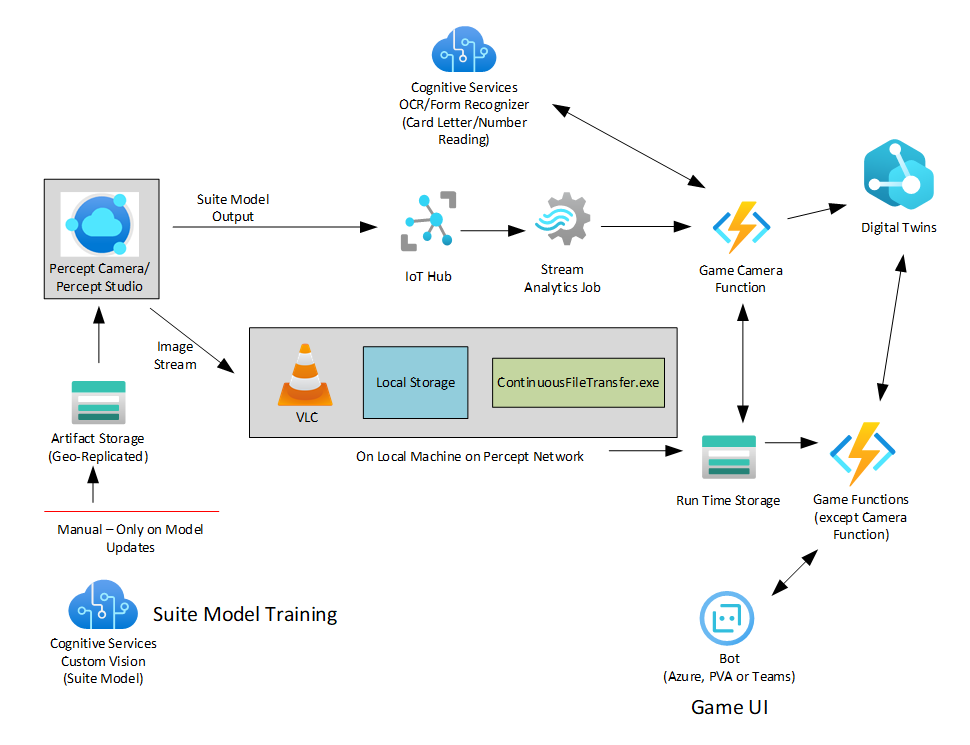 Cognitive Services
OCR/Form Recognizer
(Card Letter/Number
Reading)
Digital Twins
Suite Model
Output
Percept Camera/
Percept Studio
IoT Hub
Stream
Analytics Job
Game Camera
Function
Image
Stream
VLC
Local Storage
ContinuousFileTransfer.exe
On Local Machine on Percept Network
Artifact Storage
(Geo-Replicated)
Run Time Storage
Game Functions
(except Camera
Function)
Manual – Only on Model
Updates
Suite Model Training
Cognitive Services
Custom Vision
(Suite Model)
Bot
(Azure, PVA or Teams)
Game UI